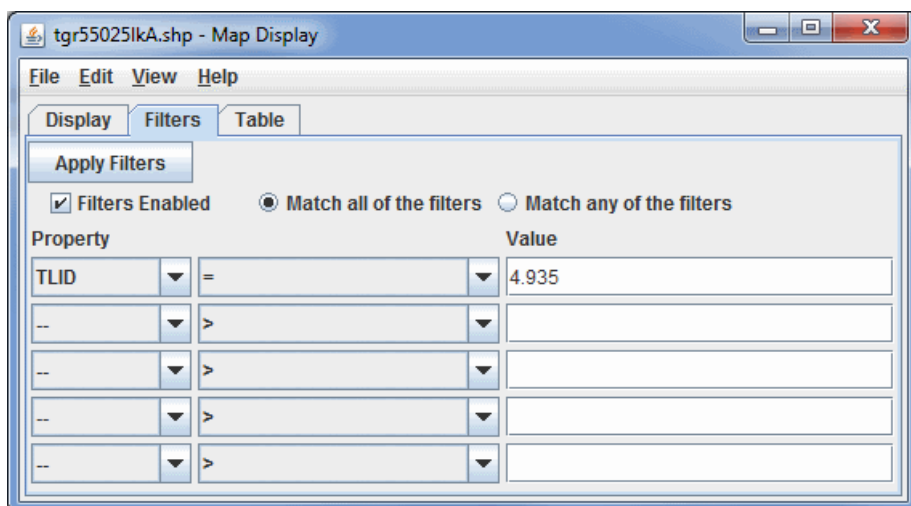 tgr55025lkA.shp - Map Display
File Edit View Help
Display Filters Table
Apply Filters
Filters Enabled Match all of the filters Match any of the filters
Property Value
TLID = 4.935
-- >
-- >
-- >
-- >